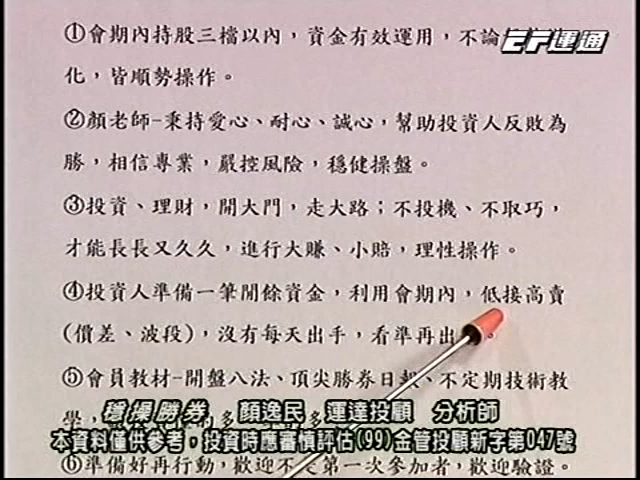 ①會期內持股三檔以內，資金有效運用，不論
ET運通
化，皆順勢操作。
②顏老師-秉持愛心、耐心、誠心，幫助投資人反敗為
勝，相信專業，嚴控風險，穩健操盤。
③投資、理財，開大門，走大路；不投機、不取巧，
才能長長又久久，進行大賺、小賠，理性操作。
④投資人準備一筆閒餘資金，利用會期內，低接高賣
(價差、波段)，沒有每天出手，看準再出。
⑤會員教材-開盤八法、頂尖勝券日報、不定期技術教
學，
穩操勝券 顏逸民 運達投顧 分析師
本資料僅供參考，投資時應審慎評估(99)金管投顧新字第047號
⑥準備好再行動，歡迎不定第一次參加者，歡迎驗證。